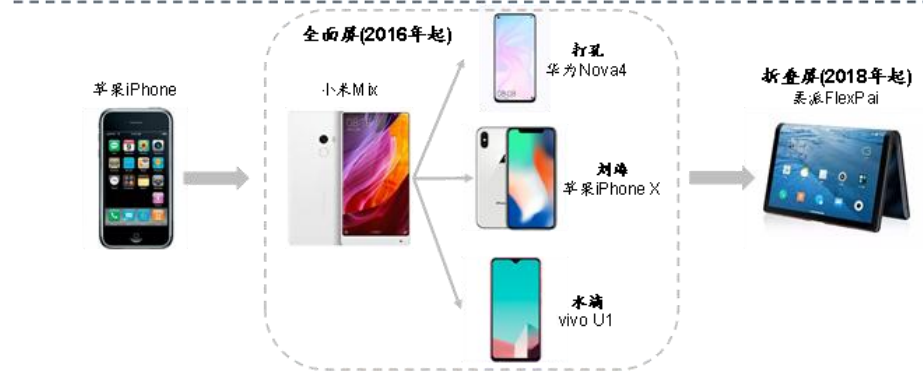 全面屏(2016年起)
打孔
华为Nova4
苹果iPhone
小米Mix
刘海
苹果iPhone X
水滴
vivo U1
折叠屏(2018年起)
柔派FlexPai